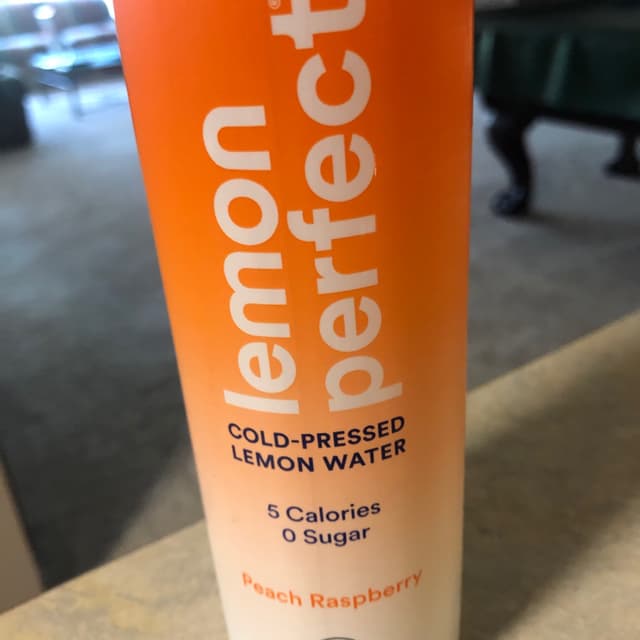 lemon
perfect
COLD-PRESSED
LEMON WATER
5 Calories
0 Sugar
Peach Raspberry